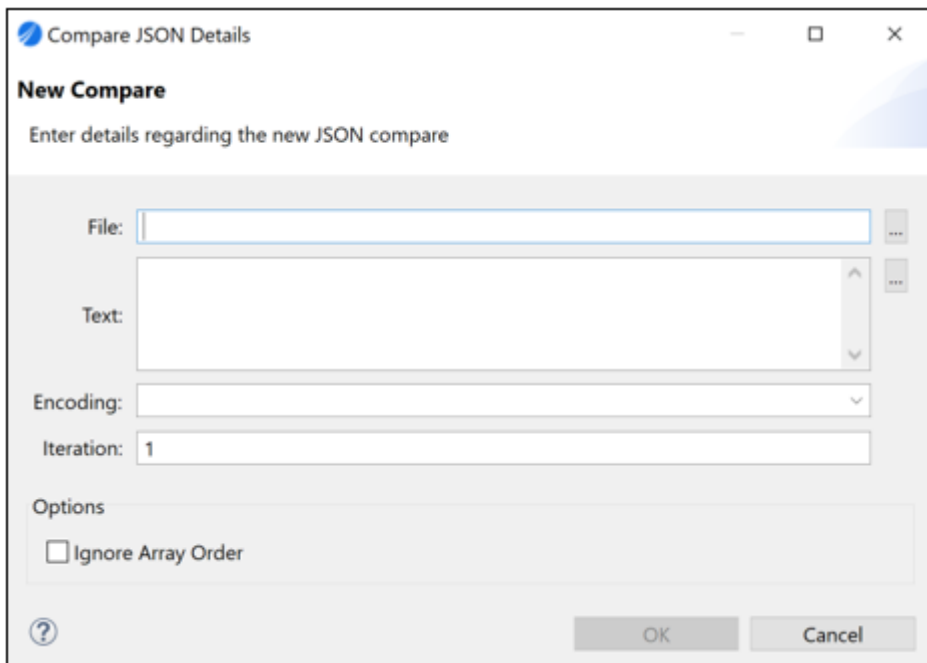 Compare JSON Details
New Compare
Enter details regarding the new JSON compare
File:
...
...
Text:
Encoding:
Iteration: 1
Options
Ignore Array Order
?
OK Cancel